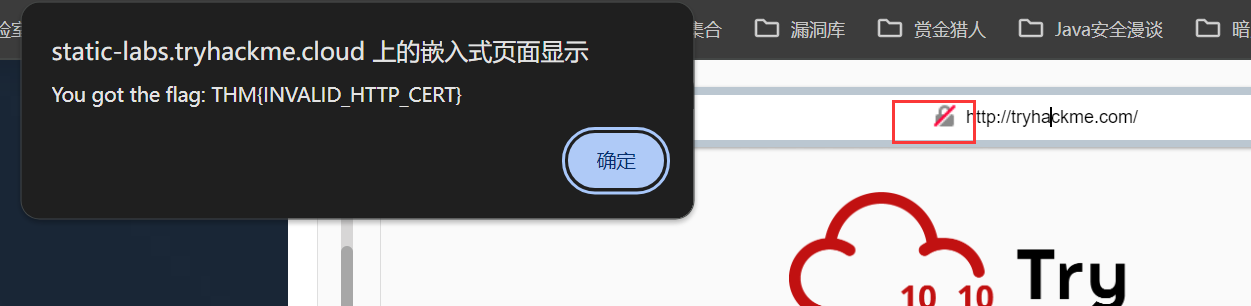 集合
漏洞库
赏金猎人
Java安全漫谈
暗
static-labs.tryhackme.cloud 上的嵌入式页面显示
You got the flag: THM{INVALID_HTTP_CERT}
确定
http://tryhackme.com/
Try
10 10